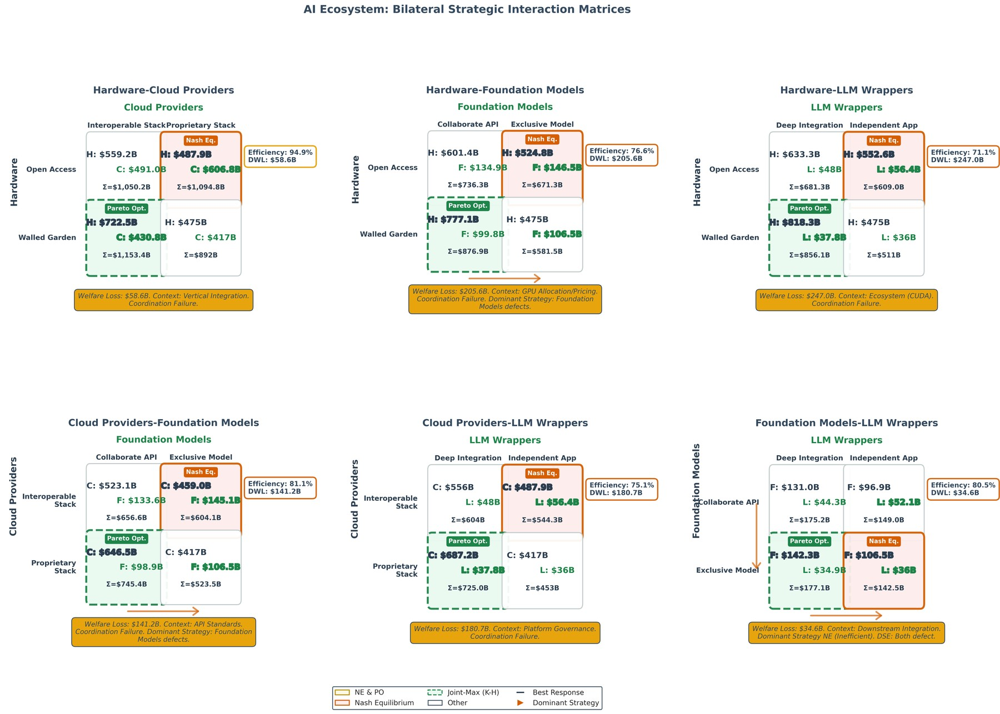 AI Ecosystem: Bilateral Strategic Interaction Matrices
Hardware-Cloud Providers
Cloud Providers
Interoperable Stack
Proprietary Stack
Hardware
Open Access
H: $559.2B
C: $491.0B
Σ=$1,050.2B
Nash Eq.
H: $487.9B
C: $606.8B
Σ=$1,094.8B
Efficiency: 94.9%
DWL: $58.6B
Walled Garden
Pareto Opt.
H: $722.5B
C: $430.8B
Σ=$1,153.4B
H: $475B
C: $417B
Σ=$892B
Welfare Loss: $58.6B. Context: Vertical Integration.
Coordination Failure.
Hardware-Foundation Models
Foundation Models
Collaborate API
Exclusive Model
Hardware
Open Access
H: $601.4B
F: $134.9B
Σ=$736.3B
Nash Eq.
H: $524.8B
F: $146.5B
Σ=$671.3B
Efficiency: 76.6%
DWL: $205.6B
Walled Garden
Pareto Opt.
H: $777.1B
F: $99.8B
Σ=$876.9B
H: $475B
F: $106.5B
Σ=$581.5B
Welfare Loss: $205.6B. Context: GPU Allocation/Pricing.
Coordination Failure. Dominant Strategy: Foundation
Models defects.
Hardware-LLM Wrappers
LLM Wrappers
Deep Integration
Independent App
Hardware
Open Access
H: $633.3B
L: $48B
Σ=$681.3B
Nash Eq.
H: $552.6B
L: $56.4B
Σ=$609.0B
Efficiency: 71.1%
DWL: $247.0B
Walled Garden
Pareto Opt.
H: $818.3B
L: $37.8B
Σ=$856.1B
H: $475B
L: $36B
Σ=$511B
Welfare Loss: $247.0B. Context: Ecosystem (CUDA).
Coordination Failure.
Cloud Providers-Foundation Models
Foundation Models
Collaborate API
Exclusive Model
Cloud Providers
Interoperable
Stack
C: $523.1B
F: $133.6B
Σ=$656.6B
Nash Eq.
C: $459.0B
F: $145.1B
Σ=$604.1B
Efficiency: 81.1%
DWL: $141.2B
Proprietary
Stack
Pareto Opt.
C: $646.5B
F: $98.9B
Σ=$745.4B
C: $417B
F: $106.5B
Σ=$523.5B
Welfare Loss: $141.2B. Context: API Standards.
Coordination Failure. Dominant Strategy: Foundation
Models defects.
Cloud Providers-LLM Wrappers
LLM Wrappers
Deep Integration
Independent App
Cloud Providers
Interoperable
Stack
C: $556B
L: $48B
Σ=$604B
Nash Eq.
C: $487.9B
L: $56.4B
Σ=$544.3B
Efficiency: 75.1%
DWL: $180.7B
Proprietary
Stack
Pareto Opt.
C: $687.2B
L: $37.8B
Σ=$725.0B
C: $417B
L: $36B
Σ=$453B
Welfare Loss: $180.7B. Context: Platform Governance.
Coordination Failure.
Foundation Models-LLM Wrappers
LLM Wrappers
Deep Integration
Independent App
Foundation Models
Collaborate API
F: $131.0B
L: $44.3B
Σ=$175.2B
F: $96.9B
L: $52.1B
Σ=$149.0B
Efficiency: 80.5%
DWL: $34.6B
Exclusive Model
Pareto Opt.
F: $142.3B
L: $34.9B
Σ=$177.1B
Nash Eq.
F: $106.5B
L: $36B
Σ=$142.5B
Welfare Loss: $34.6B. Context: Downstream Integration.
Dominant Strategy NE (Inefficient). DSE: Both defect.
NE & PO
Joint-Max (K-H)
Best Response
Nash Equilibrium
Other
Dominant Strategy